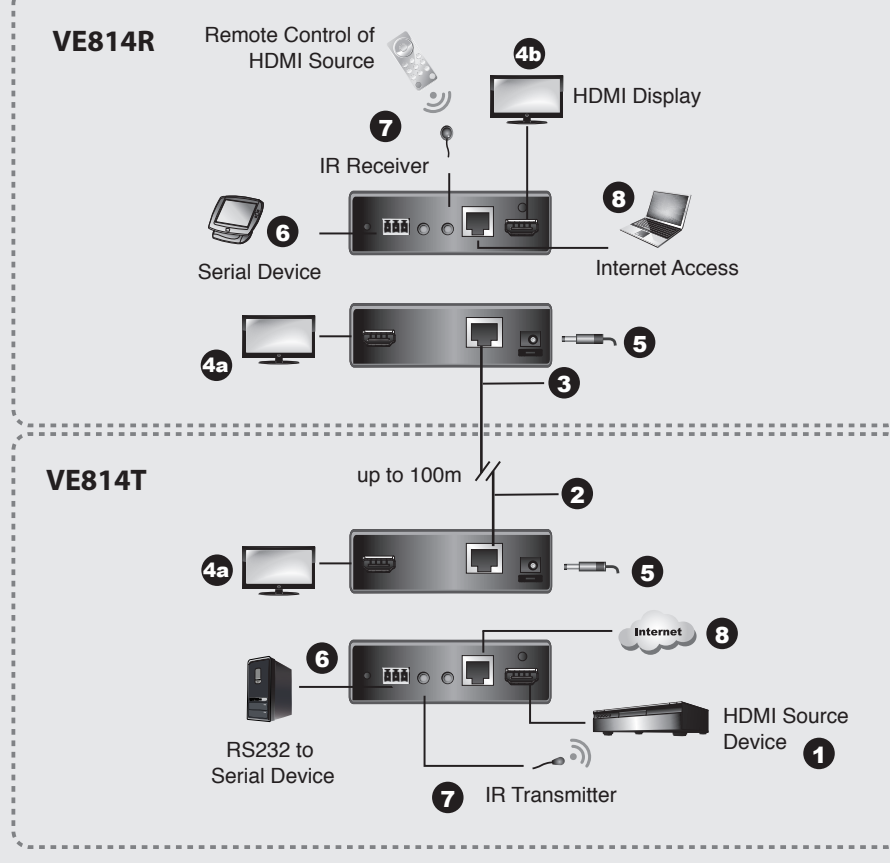 VE814R
Remote Control of
HDMI Source
4b
HDMI Display
7
IR Receiver
8
6
Serial Device
Internet Access
4a
5
3
VE814T
up to 100m
2
4a
5
Internet
8
6
HDMI Source
Device
1
RS232 to
Serial Device
7
IR Transmitter